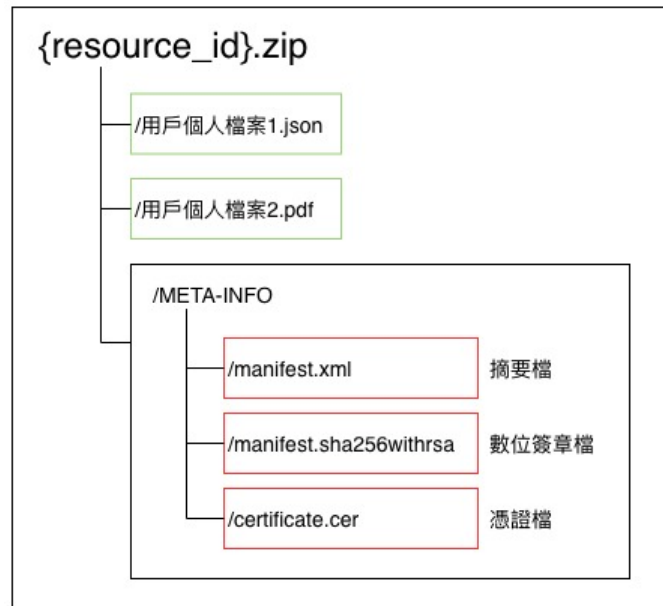 {resource_id}.zip
/用戶個人檔案1.json
/用戶個人檔案2.pdf
/META-INFO
/manifest.xml 摘要檔
/manifest.sha256withrsa 數位簽章檔
/certificate.cer 憑證檔